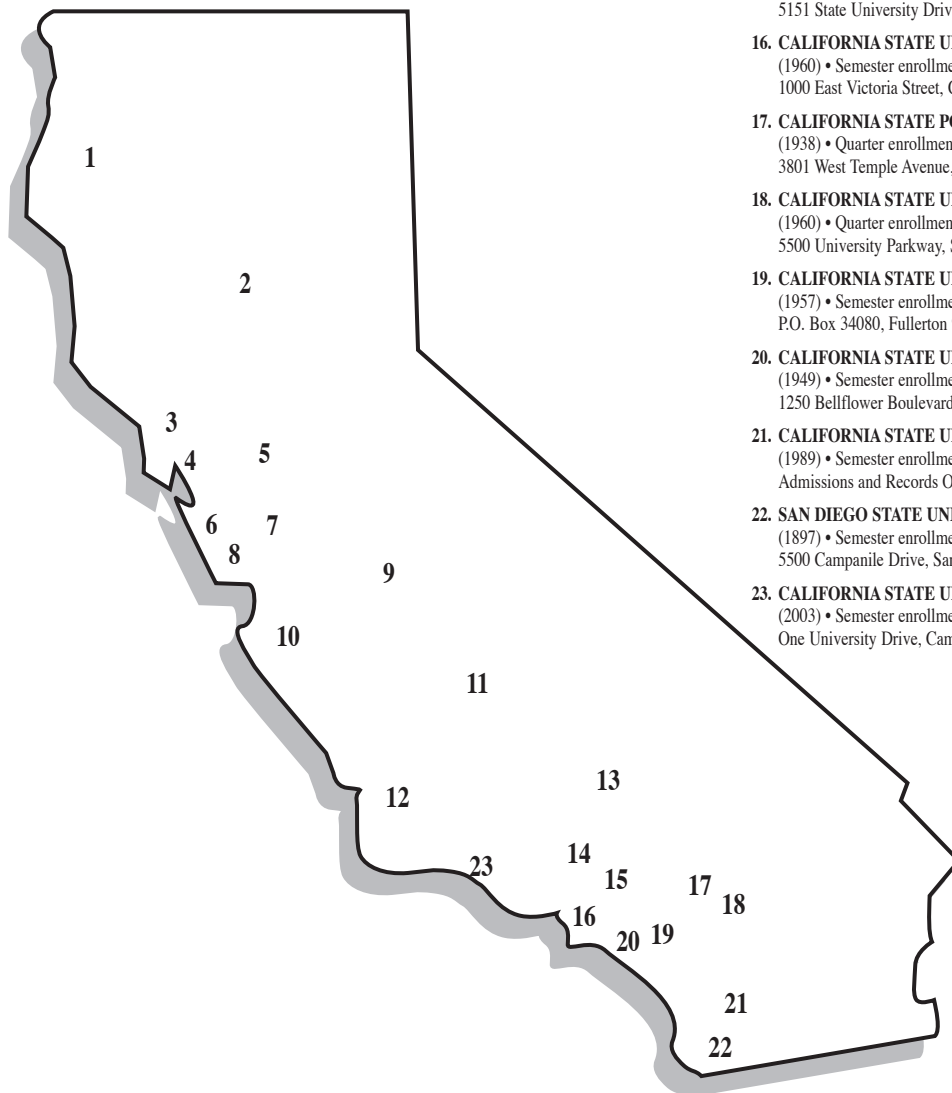 5151 State University Driv
16. CALIFORNIA STATE U
(1960) • Semester enrollme
1000 East Victoria Street, C
17. CALIFORNIA STATE PO
(1938) • Quarter enrollmen
3801 West Temple Avenue,
18. CALIFORNIA STATE U
(1960) • Quarter enrollmen
5500 University Parkway, S
19. CALIFORNIA STATE U
(1957) • Semester enrollme
P.O. Box 34080, Fullerton
20. CALIFORNIA STATE U
(1949) • Semester enrollme
1250 Bellflower Boulevard
21. CALIFORNIA STATE U
(1989) • Semester enrollme
Admissions and Records O
22. SAN DIEGO STATE UN
(1897) • Semester enrollme
5500 Campanile Drive, Sa
23. CALIFORNIA STATE U
(2003) • Semester enrollme
One University Drive, Cam
1
2
3
4
5
6
7
8
9
10
11
12
13
14
15
16
17
18
19
20
21
22
23